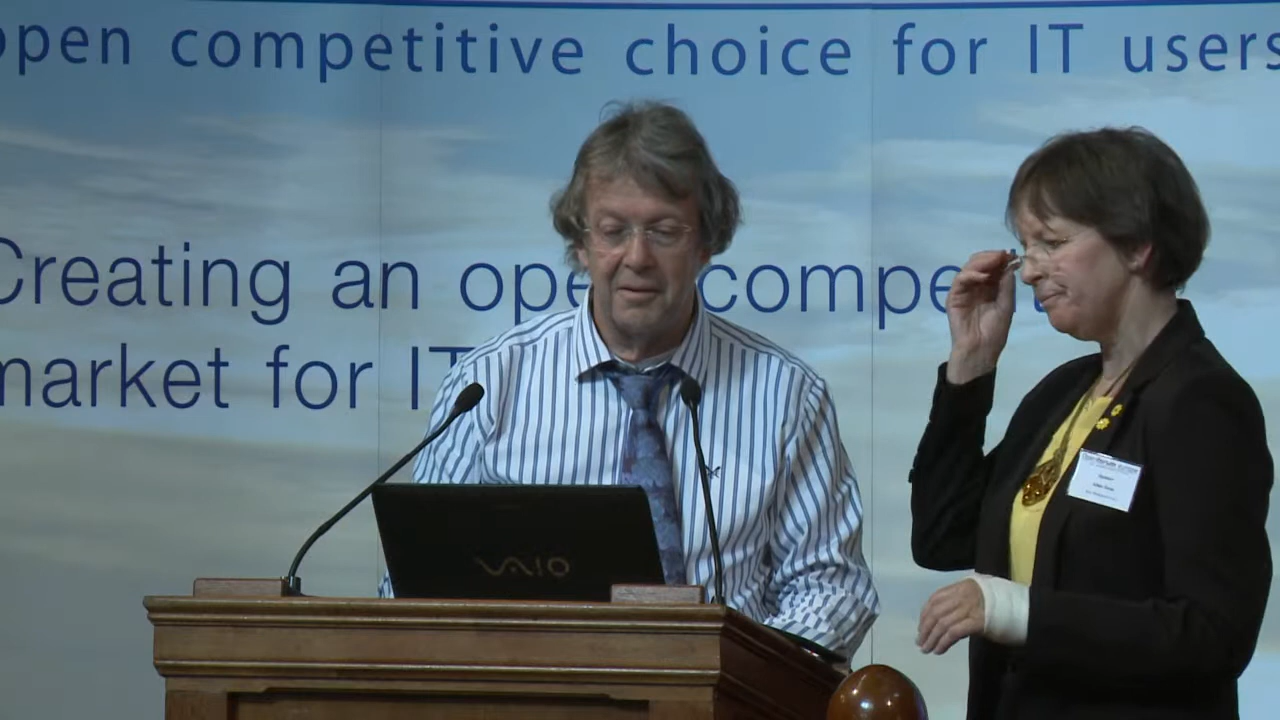 open competitive choice for IT users
Creating an ope compe
market for IT
VAIO